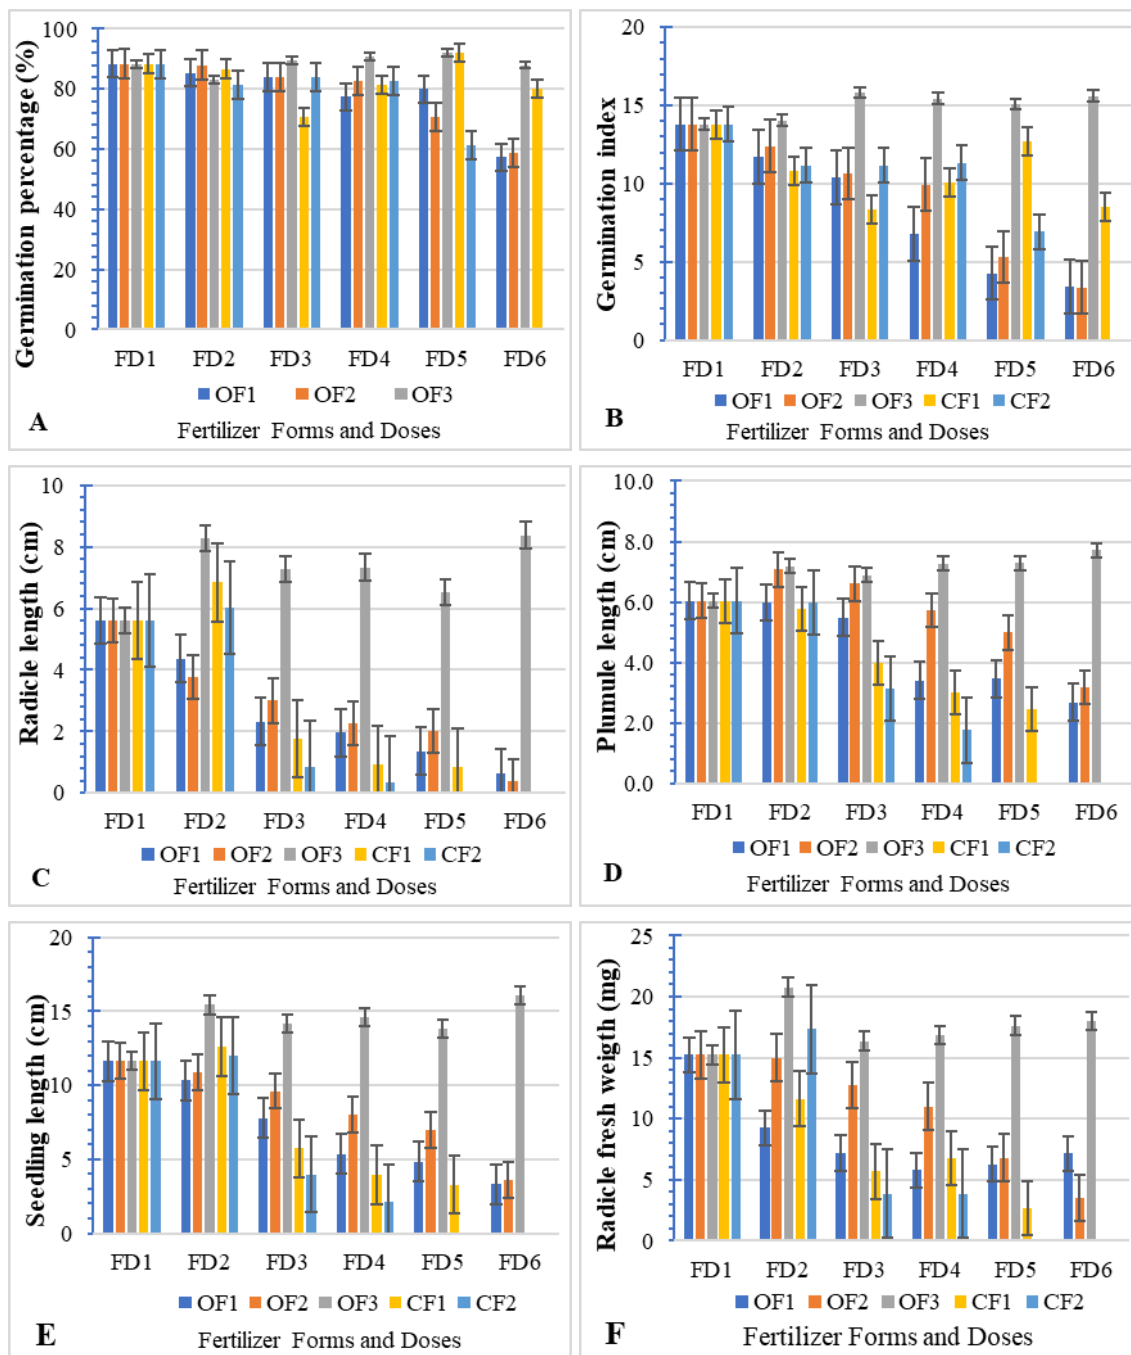 Germination percentage (%)
100
80
60
40
20
0
FD1 FD2 FD3 FD4 FD5 FD6
OF1 OF2 OF3
A
Fertilizer Forms and Doses
Germination index
20
15
10
5
0
FD1 FD2 FD3 FD4 FD5 FD6
OF1 OF2 OF3 CF1 CF2
B
Fertilizer Forms and Doses
Radicle length (cm)
10
8
6
4
2
0
FD1 FD2 FD3 FD4 FD5 FD6
OF1 OF2 OF3 CF1 CF2
C
Fertilizer Forms and Doses
Plumule length (cm)
10.0
8.0
6.0
4.0
2.0
0.0
FD1 FD2 FD3 FD4 FD5 FD6
OF1 OF2 OF3 CF1 CF2
D
Fertilizer Forms and Doses
Seedling length (cm)
20
15
10
5
0
FD1 FD2 FD3 FD4 FD5 FD6
OF1 OF2 OF3 CF1 CF2
E
Fertilizer Forms and Doses
Radicle fresh weigth (mg)
25
20
15
10
5
0
FD1 FD2 FD3 FD4 FD5 FD6
OF1 OF2 OF3 CF1 CF2
F
Fertilizer Forms and Doses